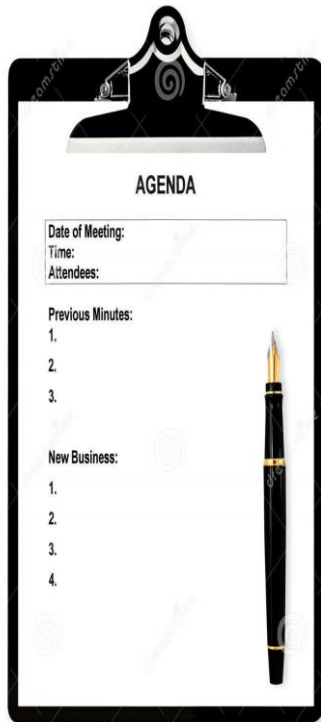 AGENDA
Date of Meeting:
Time:
Attendees:
Previous Minutes:
1.
2.
3.
New Business:
1.
2.
3.
4.